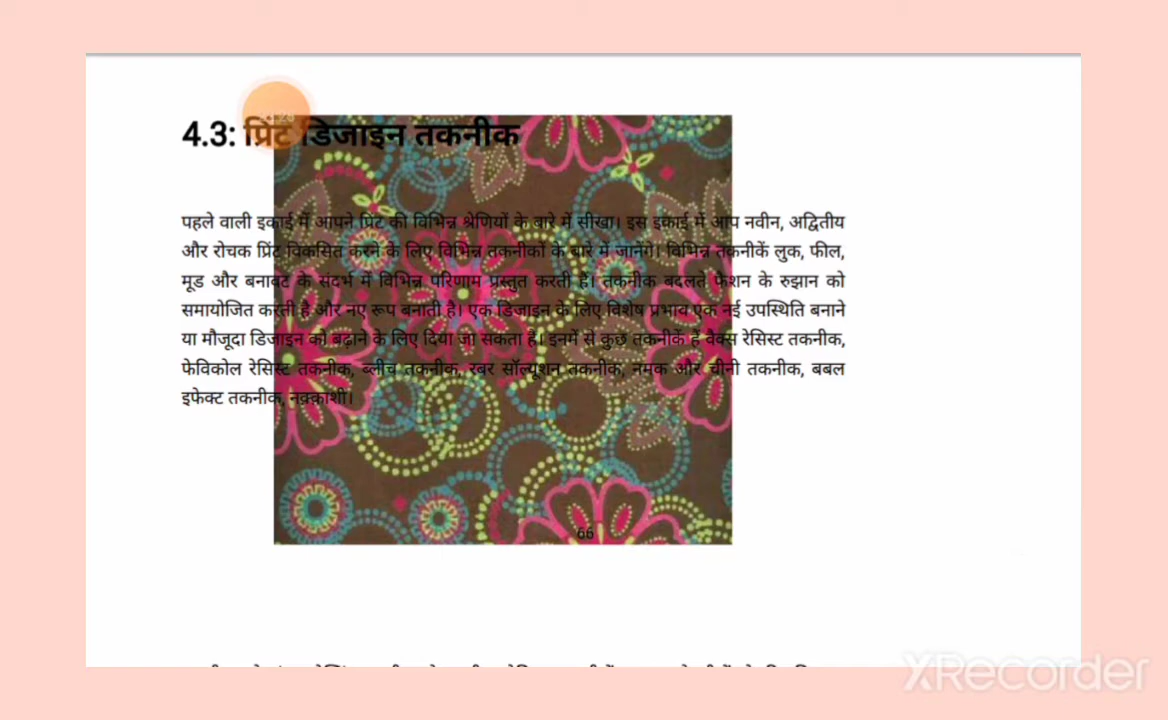 4.3: प्रिंट डिजाइन तकनीक
पहले वाली इकाई में आपने प्रिंट की विभिन्न श्रेणियों के बारे में सीखा। इस इकाई में आप नवीन, अद्वितीय
और रोचक प्रिंट विकसित करने के लिए विभिन्न तकनीकों के बारे में जानेंगे। विभिन्न तकनीकें लुक, फील,
मूड और बनावट के संदर्भ में विभिन्न परिणाम प्रस्तुत करती हैं। तकनीक बदलते फैशन के रुझान को
समायोजित करती है और नए रूप बनाती है। एक डिजाइन के लिए विशेष प्रभाव एक नई उपस्थिति बनाने
या मौजूदा डिजाइन को बढ़ाने के लिए दिया जा सकता है। इनमें से कुछ तकनीकें हैं वैक्स रेसिस्ट तकनीक,
फेविकोल रेसिस्ट तकनीक, ब्लीच तकनीक, रबर सॉल्यूशन तकनीक, नमक और चीनी तकनीक, बबल
इफेक्ट तकनीक, नक़्क़ाशी।
66
XRecorder